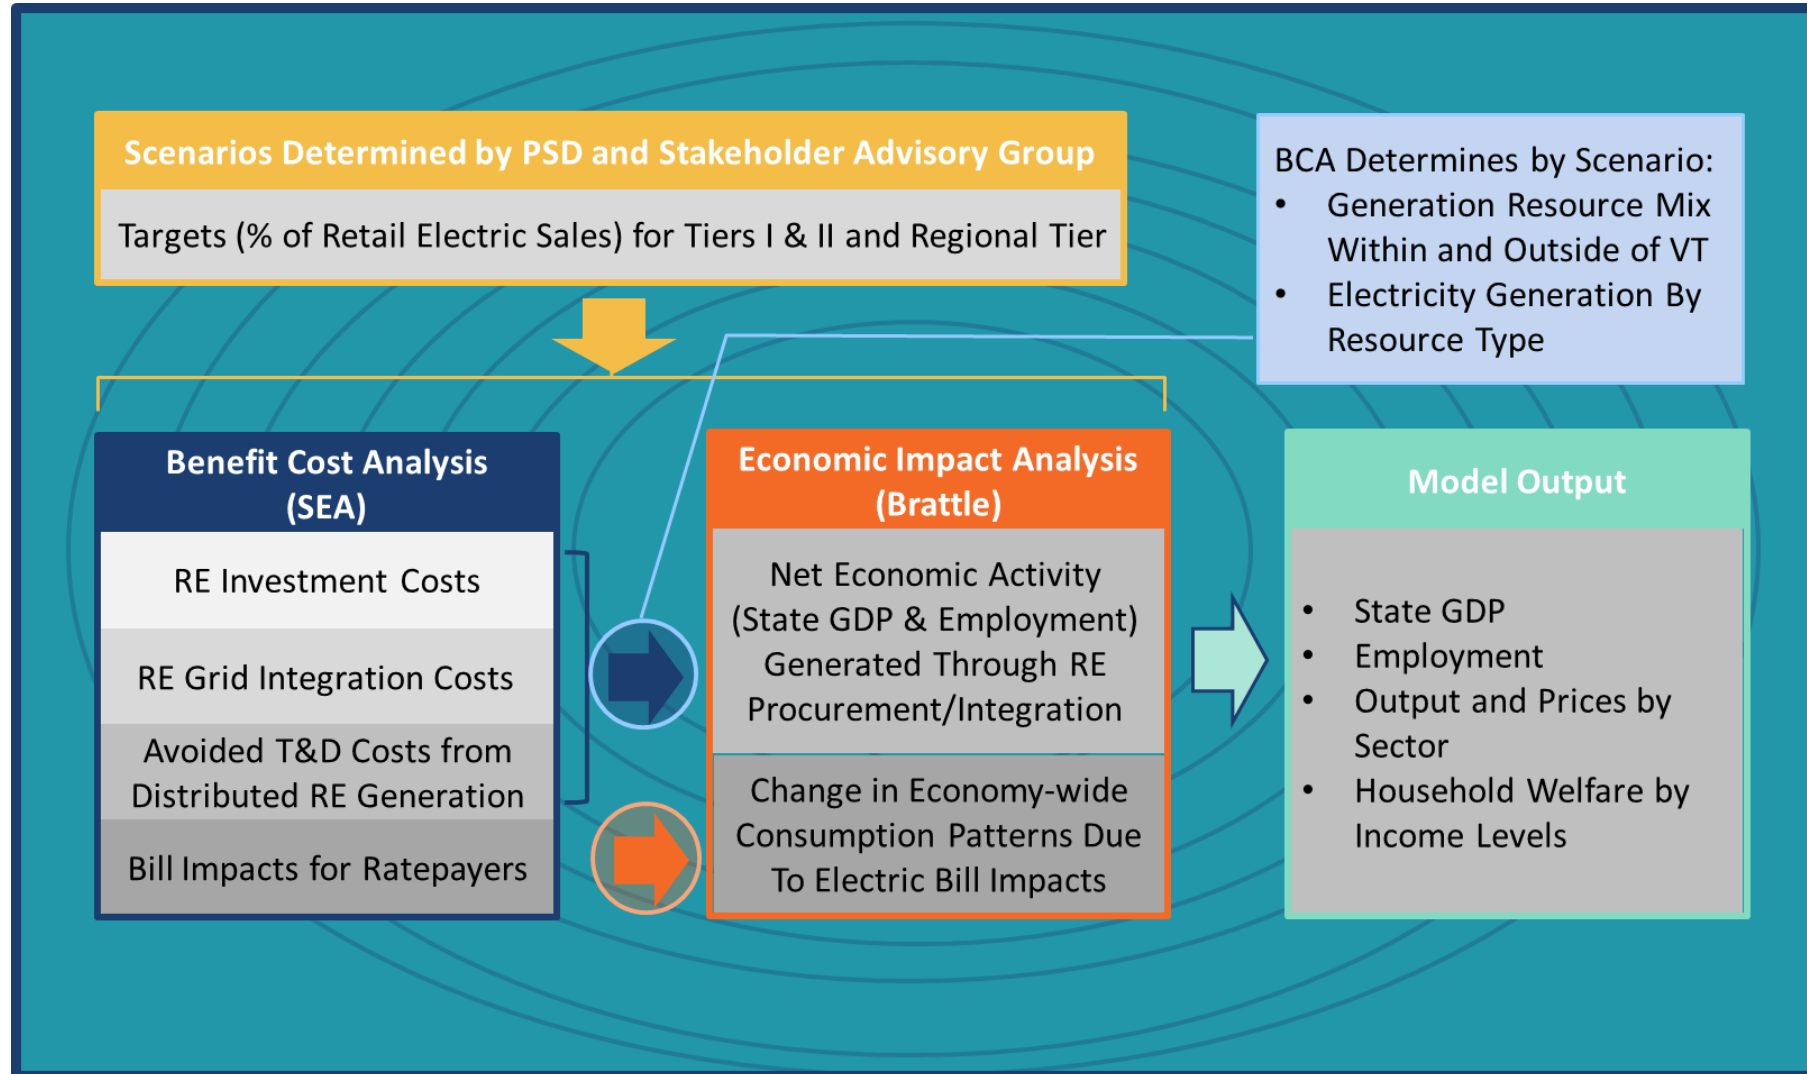 Scenarios Determined by PSD and Stakeholder Advisory Group
Targets (% of Retail Electric Sales) for Tiers I & II and Regional Tier
BCA Determines by Scenario:
• Generation Resource Mix
Within and Outside of VT
• Electricity Generation By
Resource Type
Benefit Cost Analysis
(SEA)
RE Investment Costs
RE Grid Integration Costs
Avoided T&D Costs from
Distributed RE Generation
Bill Impacts for Ratepayers
Economic Impact Analysis
(Brattle)
Net Economic Activity
(State GDP & Employment)
Generated Through RE
Procurement/Integration
Change in Economy-wide
Consumption Patterns Due
To Electric Bill Impacts
Model Output
• State GDP
• Employment
• Output and Prices by
Sector
• Household Welfare by
Income Levels